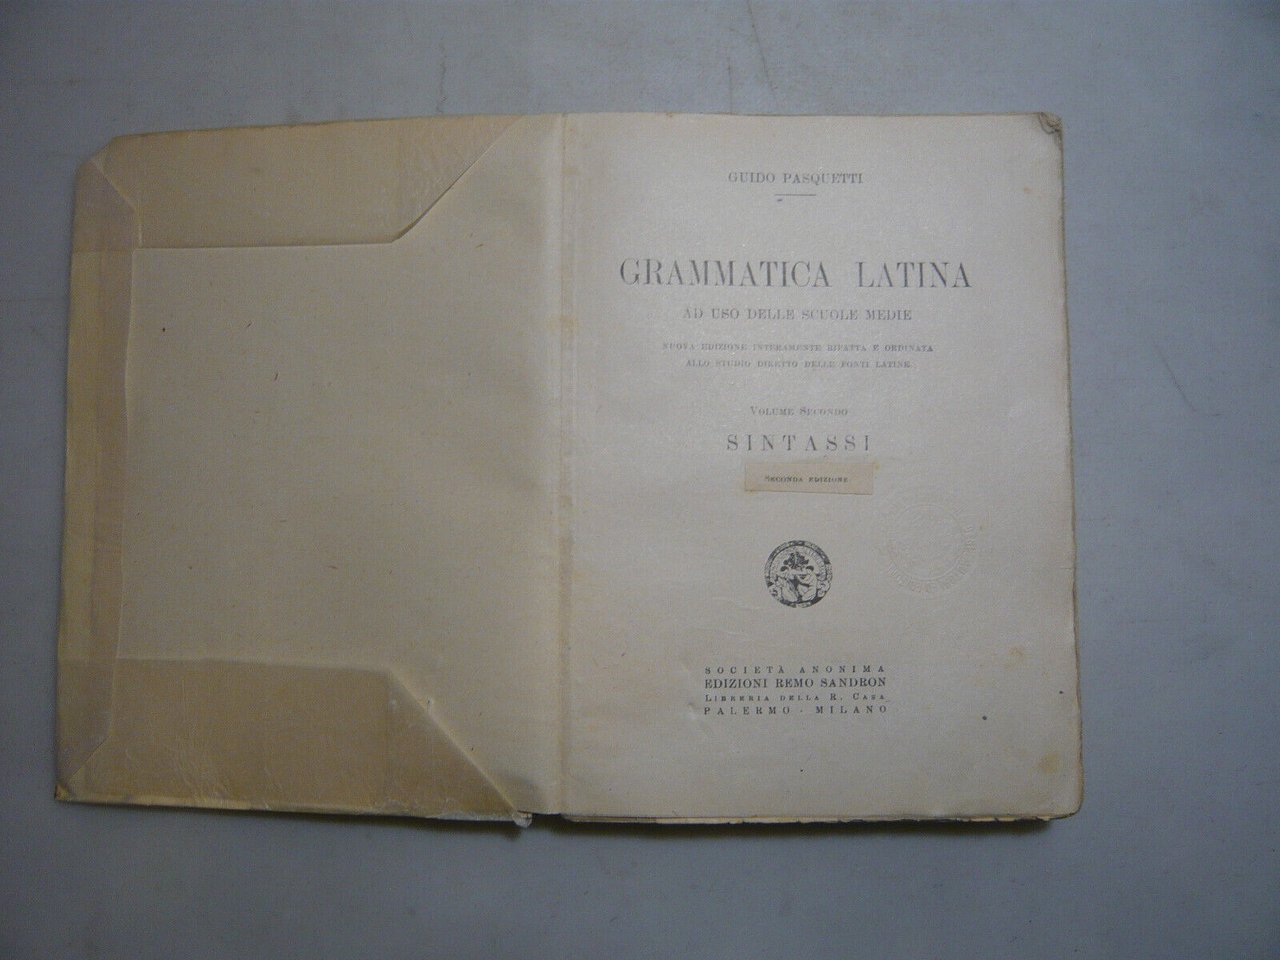 GUIDO PASQUETTI
GRAMMATICA LATINA
AD USO DELLE SCUOLE MEDIE
NUOVA EDIZIONE INTERAMENTE RIFATTA E ORDINATA
ALLO STUDIO DIRETTO DELLE FONTI LATINE
VOLUME SECONDO
SINTASSI
SECONDA EDIZIONE
SOCIETÀ ANONIMA
EDIZIONI REMO SANDRON
LIBRERIA DELLA R. CASA
PALERMO - MILANO